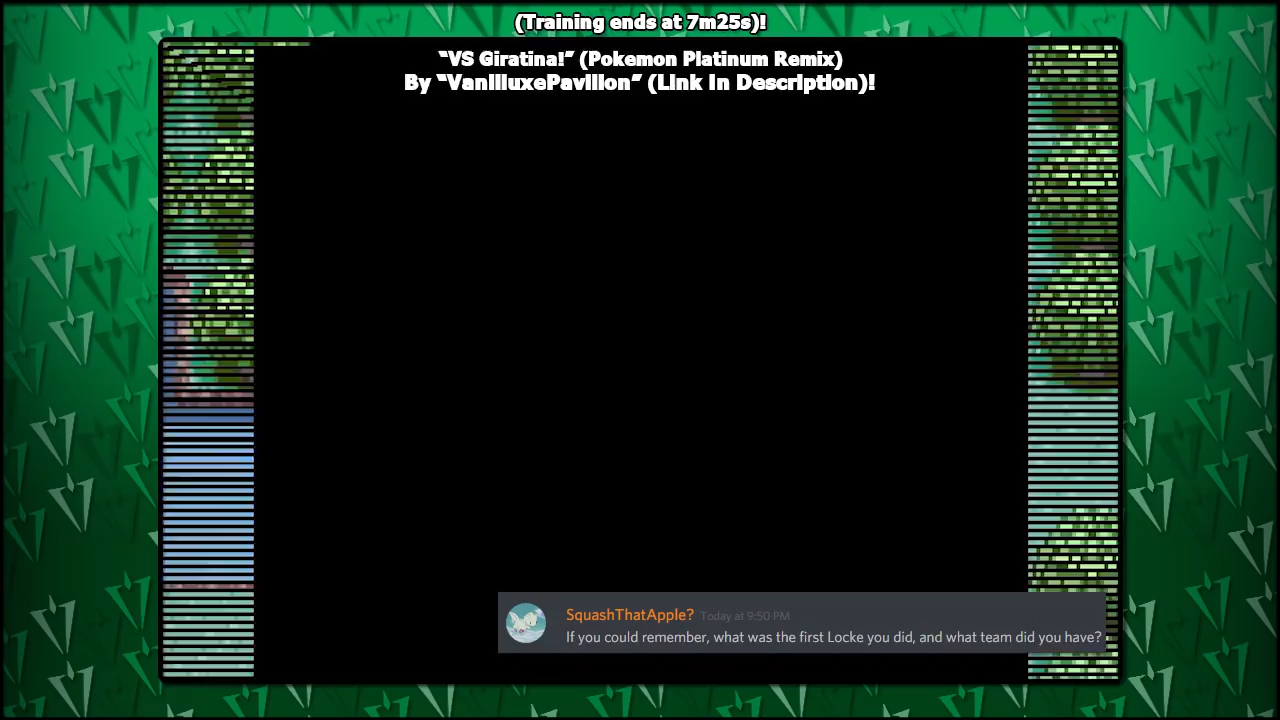 (Training ends at 7m25s)!
“VS Giratina!” (Pokemon Platinum Remix)
By “VanilluxePavilion” (Link In Description)!
SquashThatApple? Today at 9:50 PM
If you could remember, what was the first Locke you did, and what team did you have?